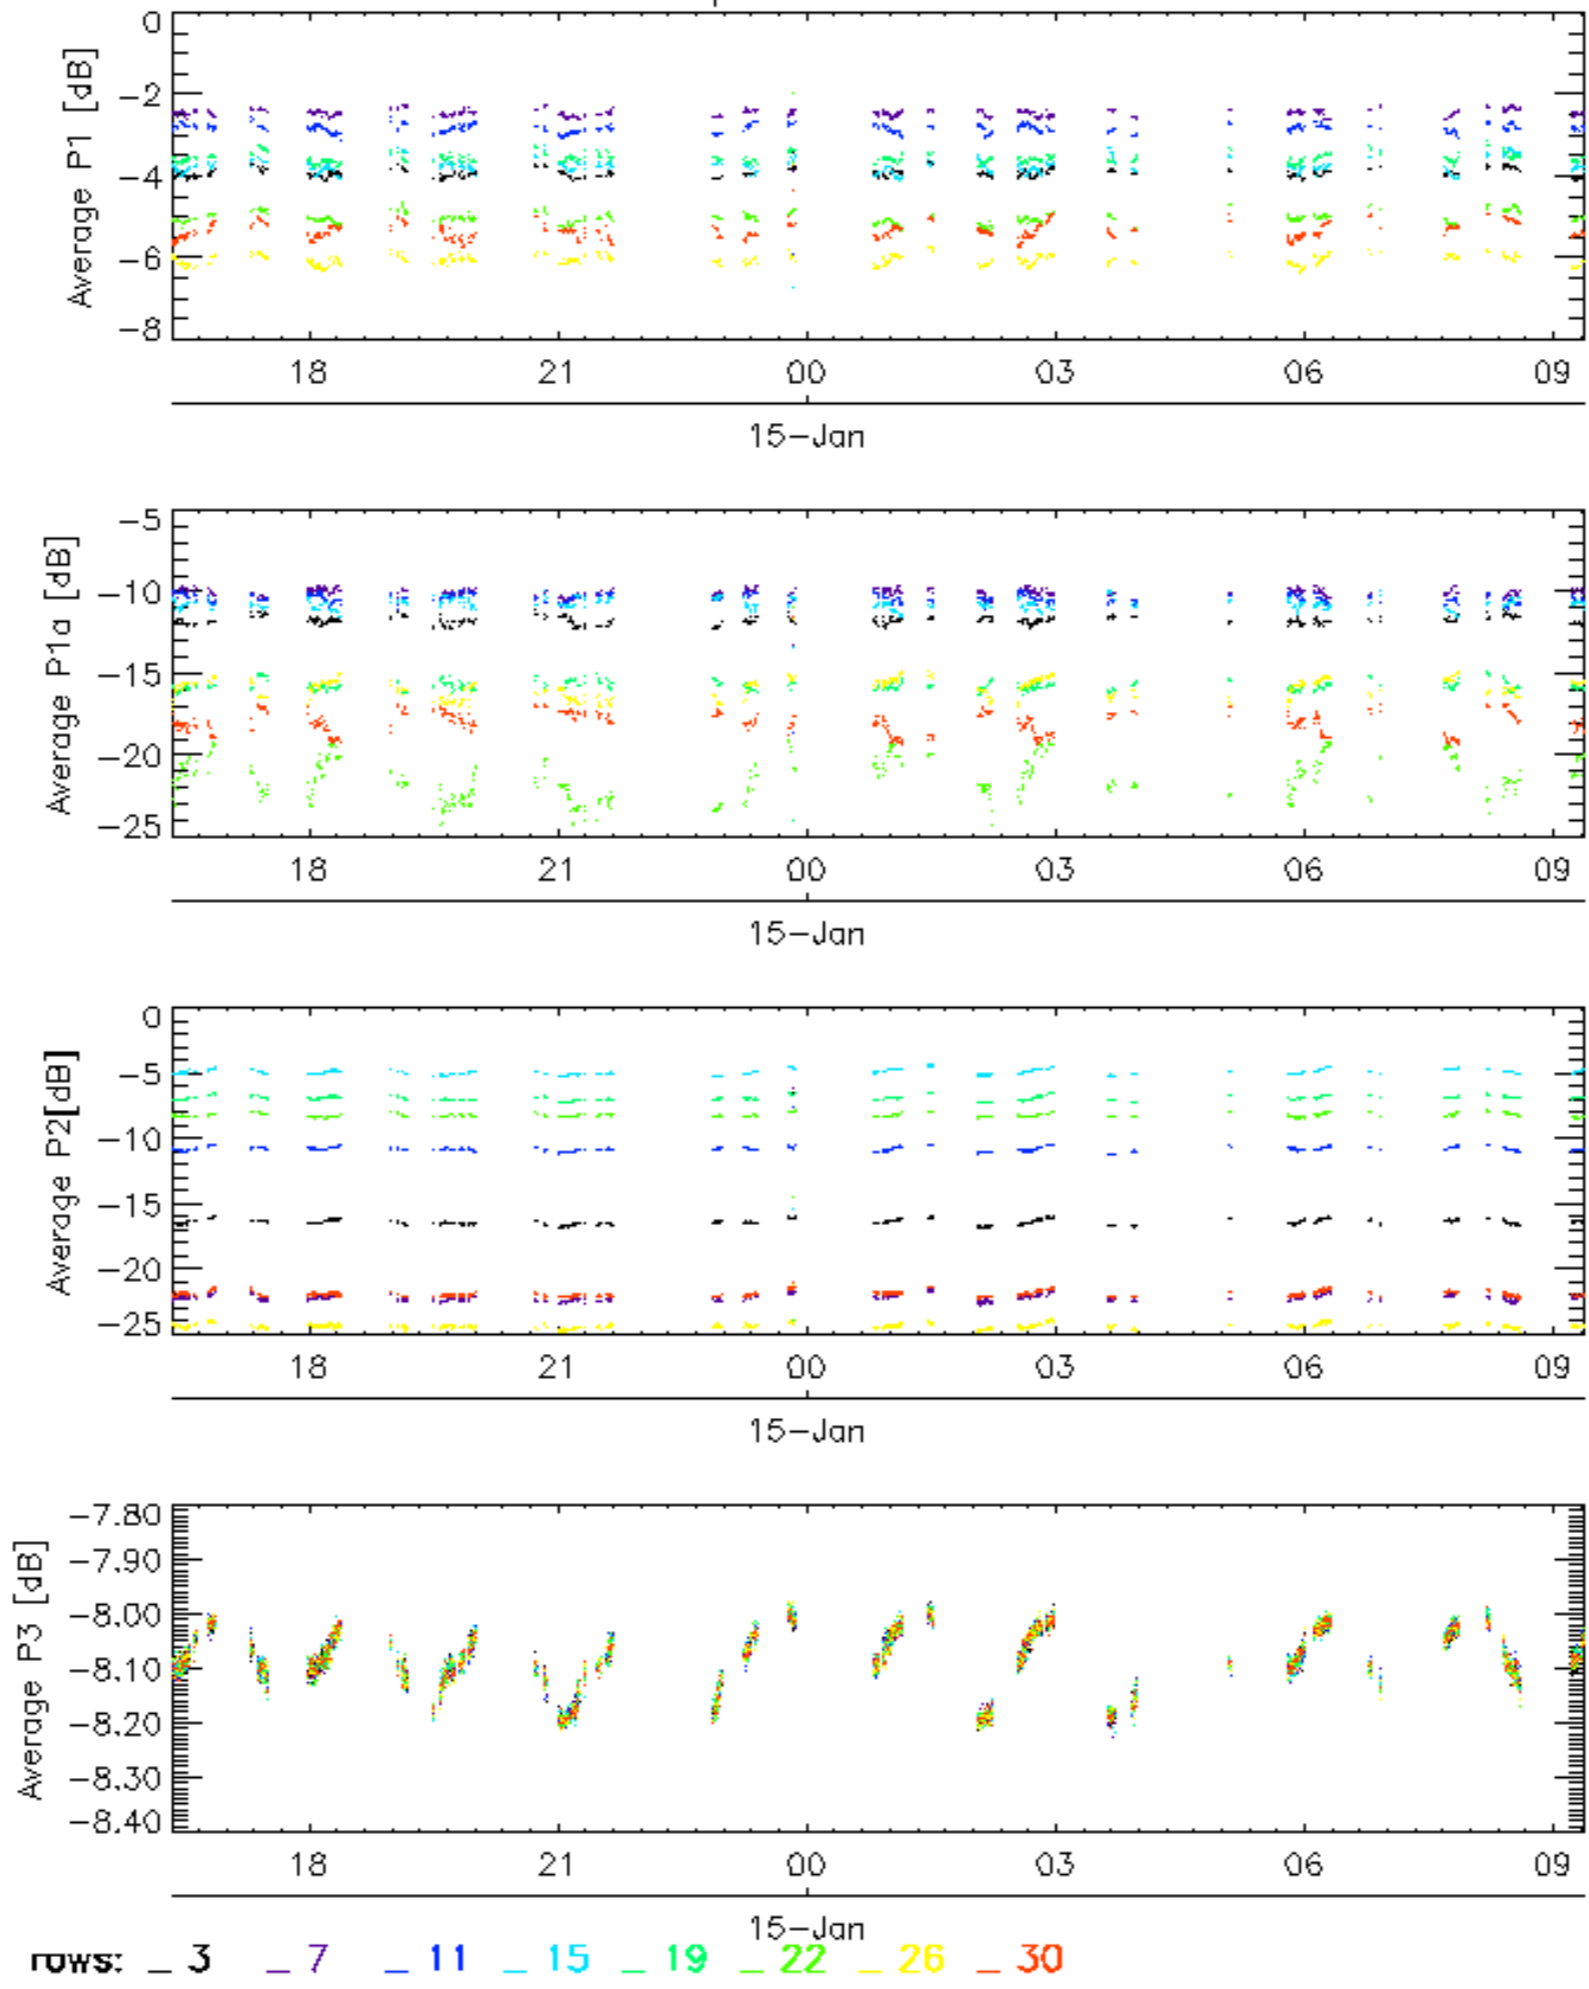 Average P1 [dB]
0
−2
−4
−6
−8
18 21 00 03 06 09
15−Jan
Average P1a [dB]
−5
−10
−15
−20
−25
18 21 00 03 06 09
15−Jan
Average P2[dB]
0
−5
−10
−15
−20
−25
18 21 00 03 06 09
15−Jan
Average P3 [dB]
−7.80
−7.90
−8.00
−8.10
−8.20
−8.30
−8.40
18 21 00 03 06 09
15−Jan
rows: _ 3 _ 7 _ 11 _ 15 _ 19 _ 22 _ 26 _ 30